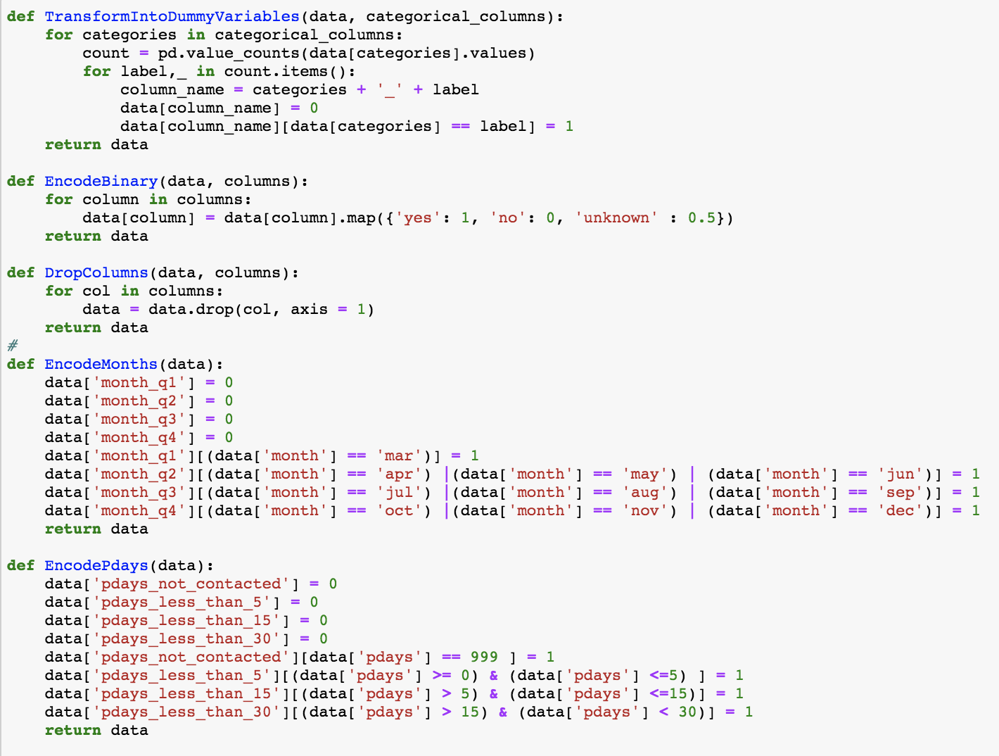 def TransformIntoDummyVariables(data, categorical_columns):
    for categories in categorical_columns:
        count = pd.value_counts(data[categories].values)
        for label,_ in count.items():
            column_name = categories + '_' + label
            data[column_name] = 0
            data[column_name][data[categories] == label] = 1
    return data

def EncodeBinary(data, columns):
    for column in columns:
        data[column] = data[column].map({'yes': 1, 'no': 0, 'unknown' : 0.5})
    return data

def DropColumns(data, columns):
    for col in columns:
        data = data.drop(col, axis = 1)
    return data
#
def EncodeMonths(data):
    data['month_q1'] = 0
    data['month_q2'] = 0
    data['month_q3'] = 0
    data['month_q4'] = 0
    data['month_q1'][(data['month'] == 'mar')] = 1
    data['month_q2'][(data['month'] == 'apr') |(data['month'] == 'may') | (data['month'] == 'jun')] = 1
    data['month_q3'][(data['month'] == 'jul') |(data['month'] == 'aug') | (data['month'] == 'sep')] = 1
    data['month_q4'][(data['month'] == 'oct') |(data['month'] == 'nov') | (data['month'] == 'dec')] = 1
    return data

def EncodePdays(data):
    data['pdays_not_contacted'] = 0
    data['pdays_less_than_5'] = 0
    data['pdays_less_than_15'] = 0
    data['pdays_less_than_30'] = 0
    data['pdays_not_contacted'][data['pdays'] == 999 ] = 1
    data['pdays_less_than_5'][(data['pdays'] >= 0) & (data['pdays'] <=5) ] = 1
    data['pdays_less_than_15'][(data['pdays'] > 5) & (data['pdays'] <=15)] = 1
    data['pdays_less_than_30'][(data['pdays'] > 15) & (data['pdays'] < 30)] = 1
    return data